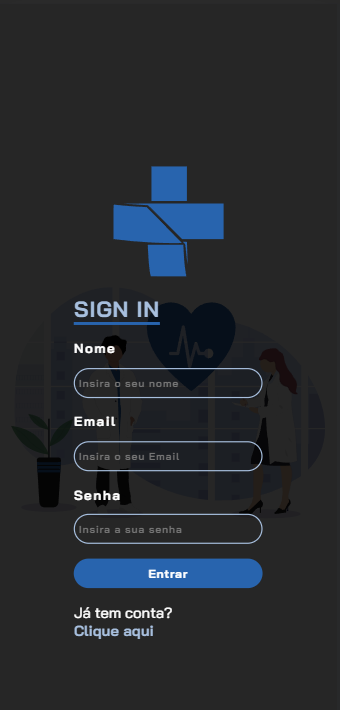 SIGN IN
Nome
Insira o seu nome
Email
Insira o seu Email
Senha
Insira a sua senha
Entrar
Já tem conta?
Clique aqui